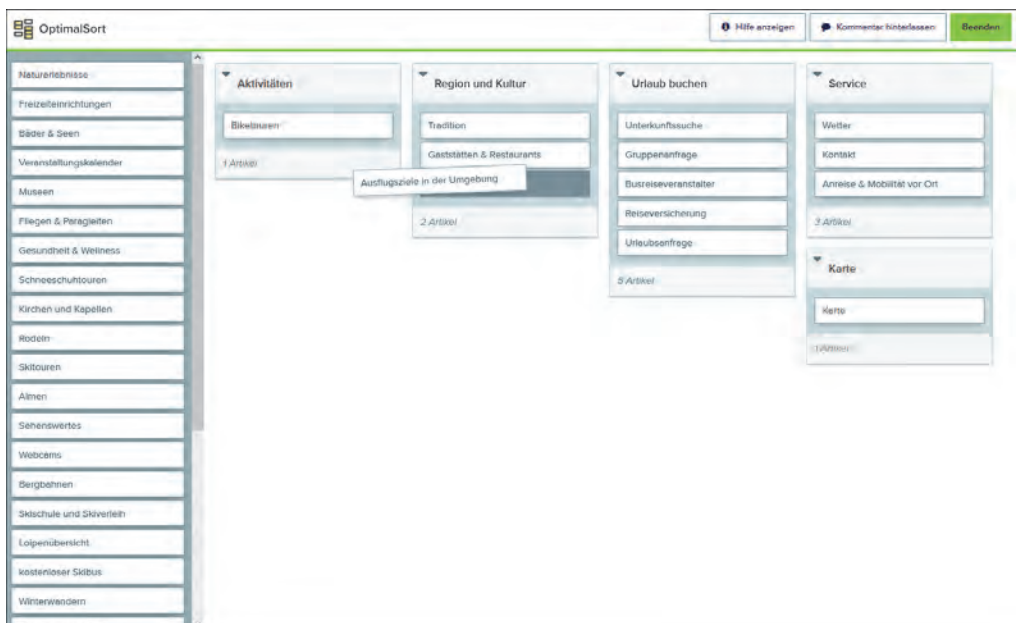 OptimalSort
Hilfe anzeigen
Kommentar hinterlassen
Beenden
Naturerlebnisse
Freizeiteinrichtungen
Bäder & Seen
Veranstaltungskalender
Museen
Fliegen & Paragleiten
Gesundheit & Wellness
Schneeschuhtouren
Kirchen und Kapellen
Rodeln
Skitouren
Almen
Sehenswertes
Webcams
Bergbahnen
Skischule und Skiverleih
Loipenübersicht
kostenloser Skibus
Winterwandern
Aktivitäten
Biketouren
1 Artikel
Region und Kultur
Tradition
Gaststätten & Restaurants
Ausflugsziele in der Umgebung
2 Artikel
Urlaub buchen
Unterkunftssuche
Gruppenanfrage
Busreiseveranstalter
Reiseversicherung
Urlaubsanfrage
5 Artikel
Service
Wetter
Kontakt
Anreise & Mobilität vor Ort
3 Artikel
Karte
Karte
1 Artikel